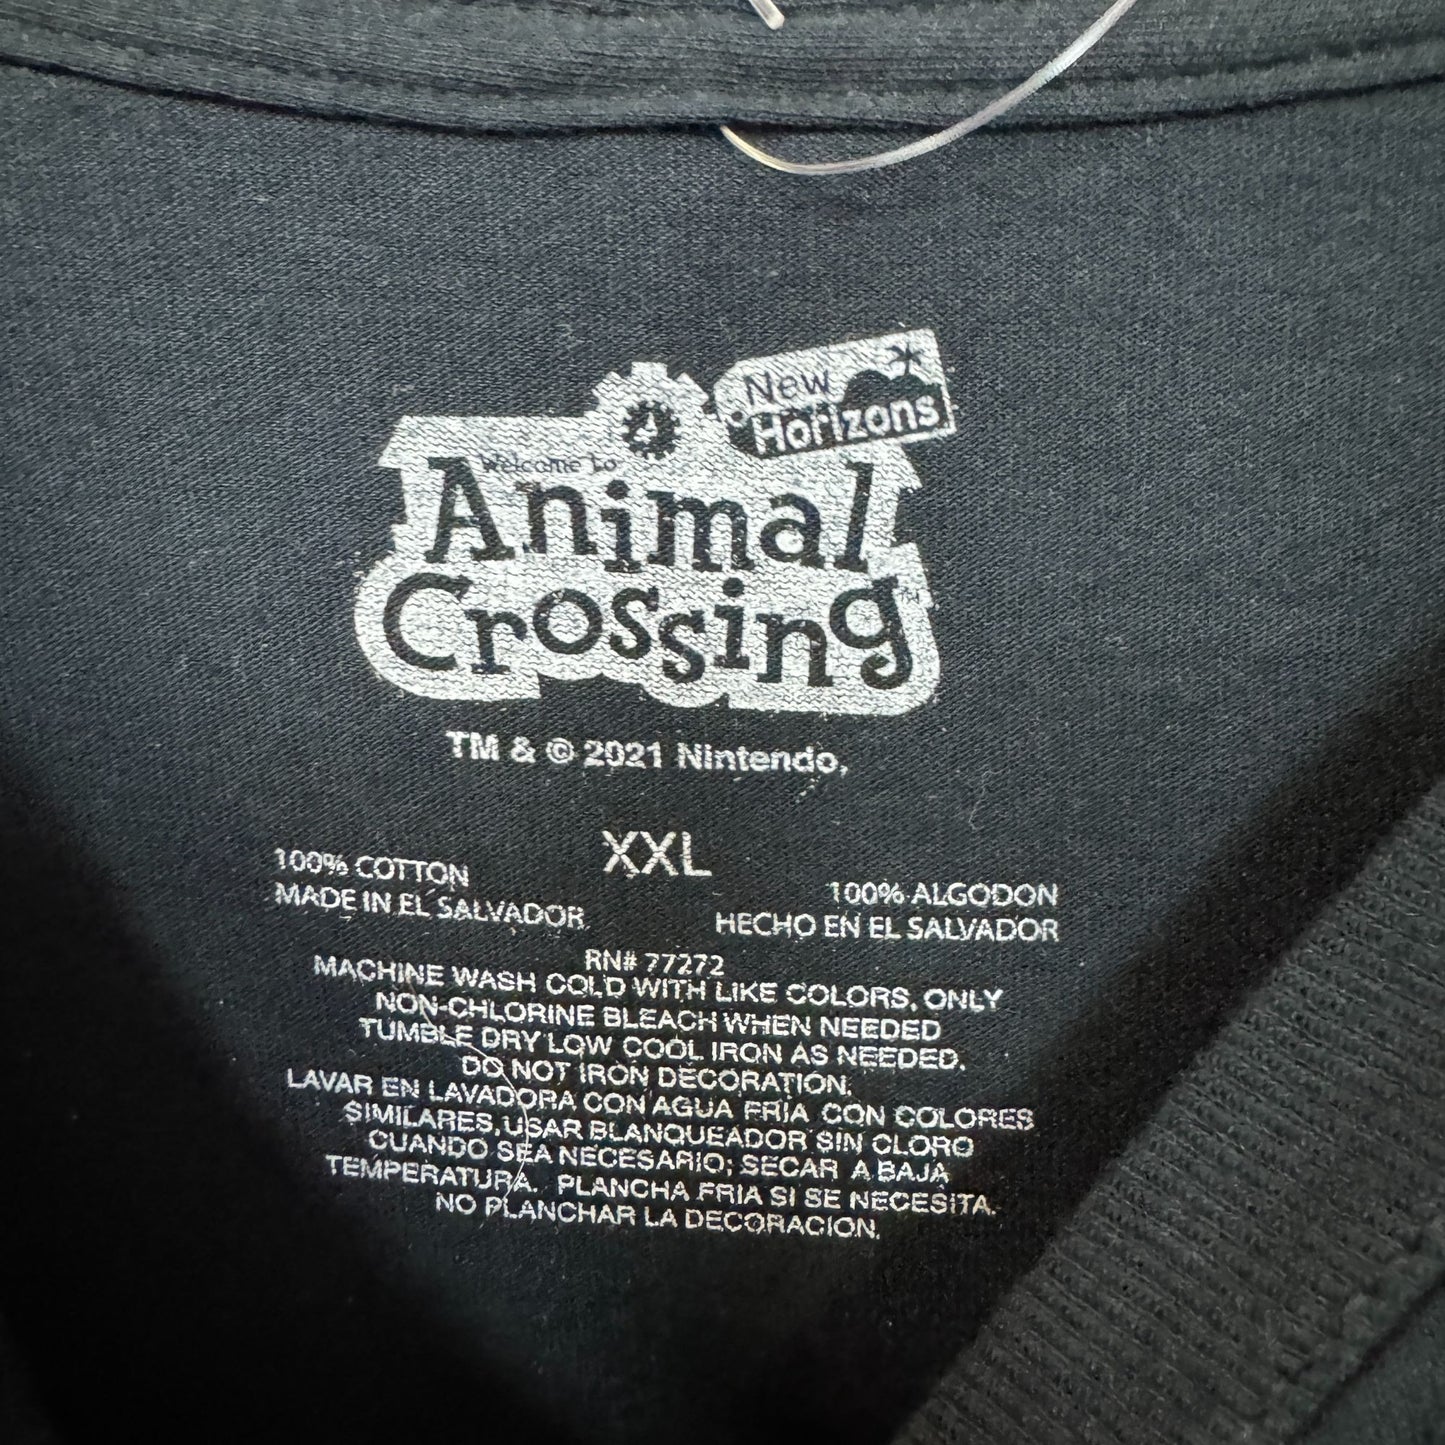 New
Horizons
Welcome to
Animal
Crossing™
TM & © 2021 Nintendo,
XXL
100% COTTON
MADE IN EL SALVADOR
100% ALGODON
HECHO EN EL SALVADOR
RN# 77272
MACHINE WASH COLD WITH LIKE COLORS, ONLY
NON-CHLORINE BLEACH WHEN NEEDED
TUMBLE DRY LOW COOL IRON AS NEEDED.
DO NOT IRON DECORATION.
LAVAR EN LAVADORA CON AGUA FRIA CON COLORES
SIMILARES, USAR BLANQUEADOR SIN CLORO
CUANDO SEA NECESARIO; SECAR A BAJA
TEMPERATURA. PLANCHA FRIA SI SE NECESITA.
NO PLANCHAR LA DECORACION.